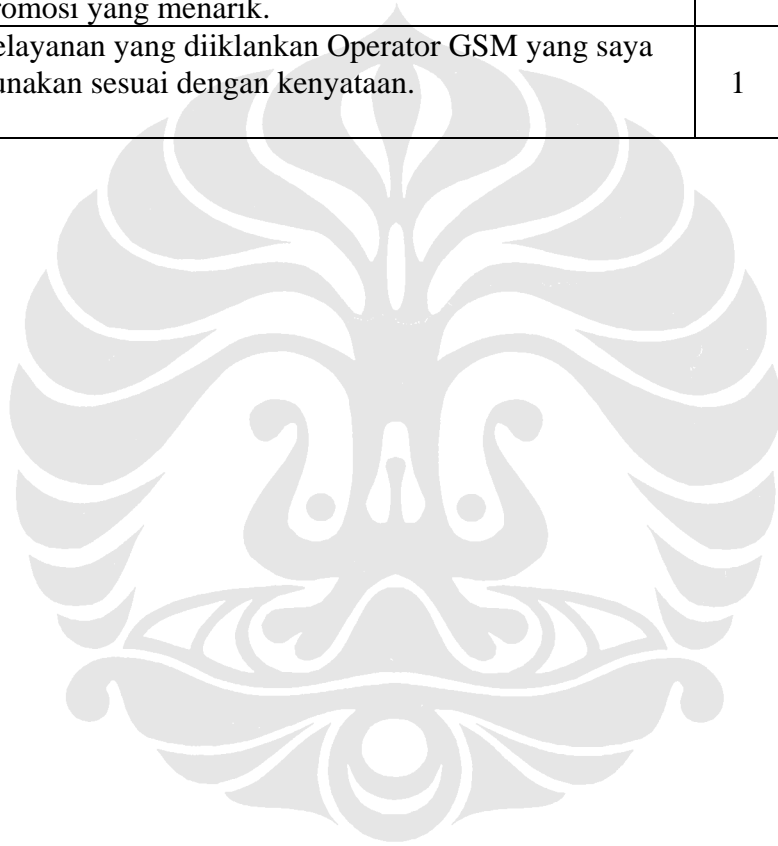 romosi yang menarik.
elayanan yang diiklankan Operator GSM yang saya
unakan sesuai dengan kenyataan.
1